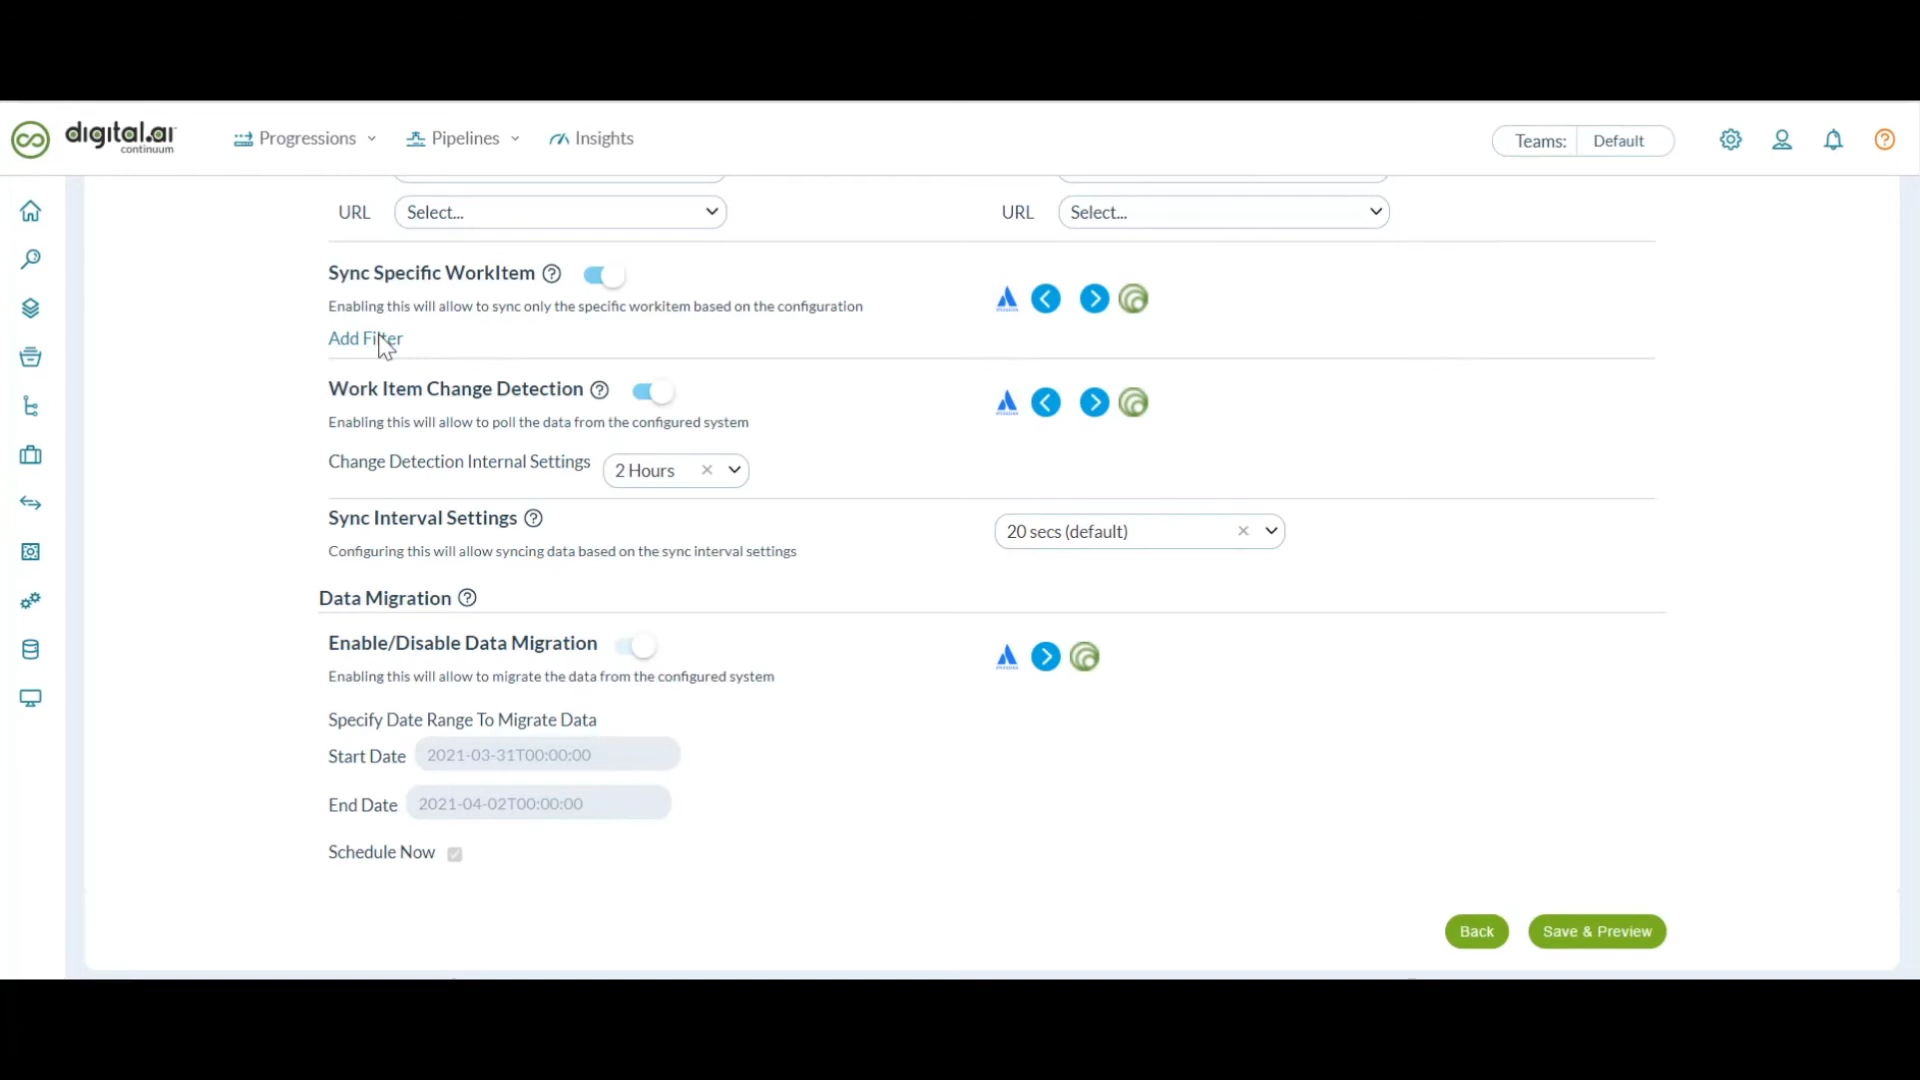 digital.ai
continuum
Progressions
Pipelines
Insights
Teams: Default
URL Select...
URL Select...
Sync Specific WorkItem
Enabling this will allow to sync only the specific workitem based on the configuration
Add Filter
Work Item Change Detection
Enabling this will allow to poll the data from the configured system
Change Detection Internal Settings 2 Hours
Sync Interval Settings
20 secs (default)
Configuring this will allow syncing data based on the sync interval settings
Data Migration
Enable/Disable Data Migration
Enabling this will allow to migrate the data from the configured system
Specify Date Range To Migrate Data
Start Date 2021-03-31T00:00:00
End Date 2021-04-02T00:00:00
Schedule Now
Back Save & Preview